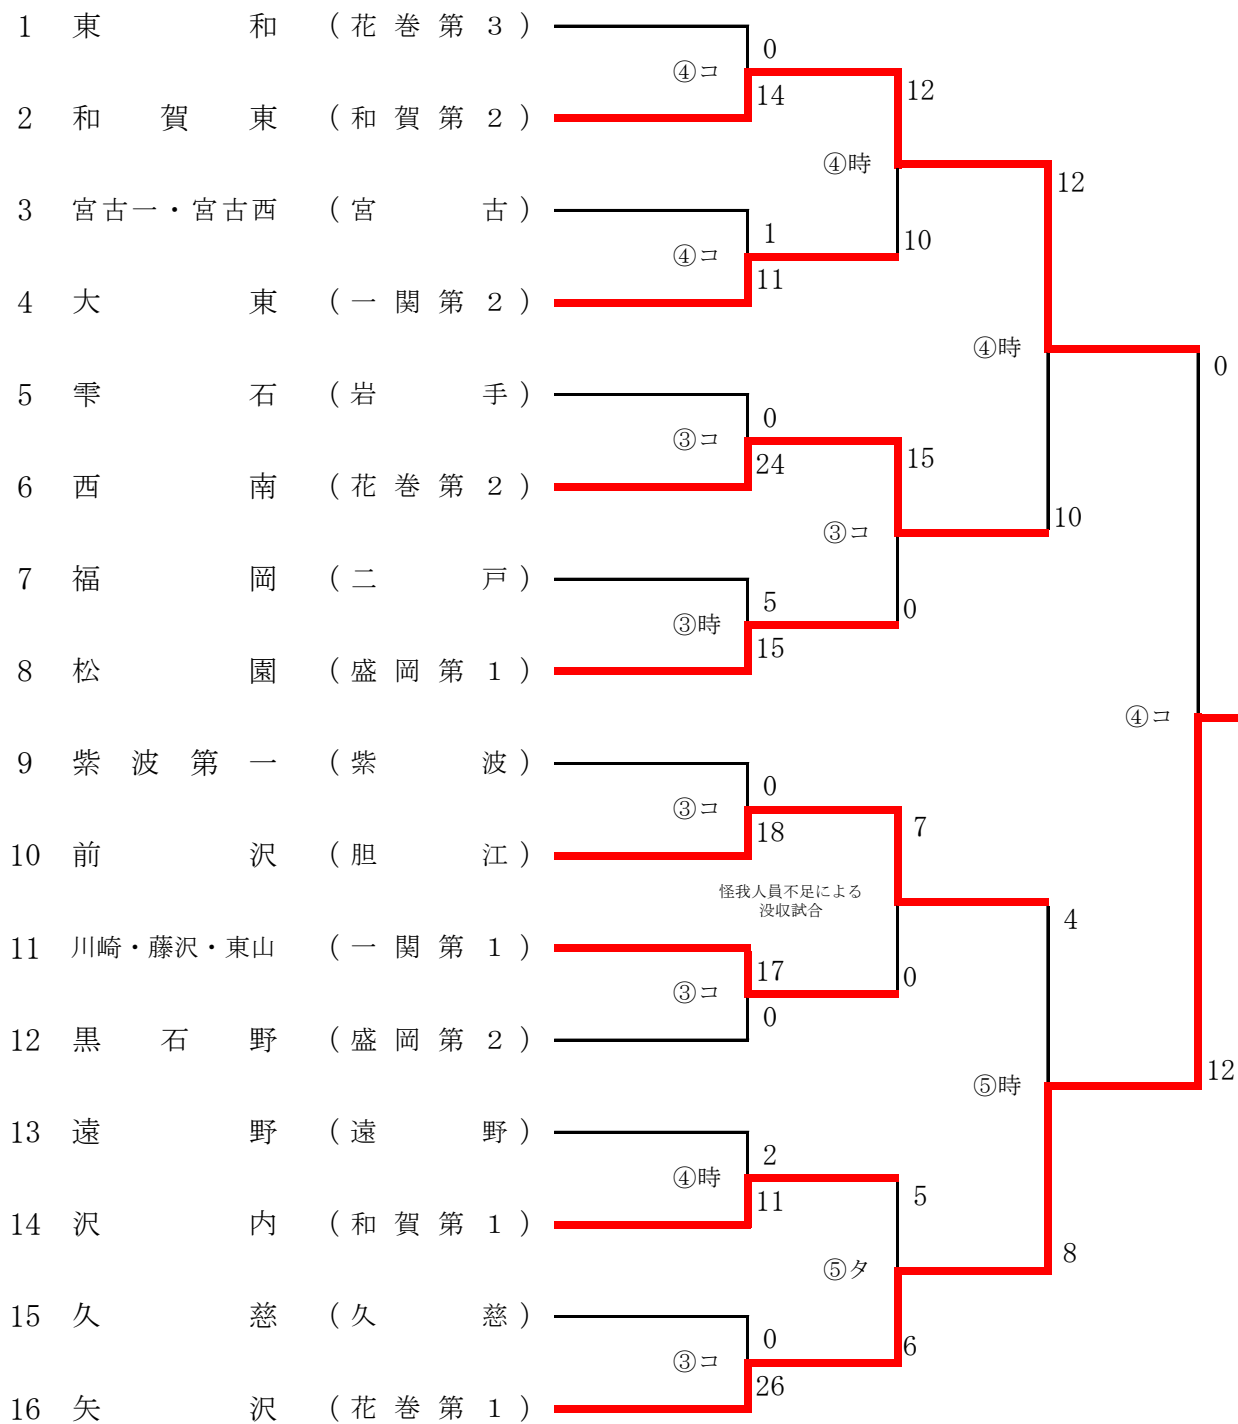 1 東和 （花巻第3）
0
④コ
14
12
2 和賀東 （和賀第2）
④時
12
3 宮古一・宮古西 （宮古）
1
10
④コ
11
4 大東 （一関第2）
④時
0
5 雫石 （岩手）
0
③コ
24
15
6 西南 （花巻第2）
10
③コ
7 福岡 （二戸）
5
0
③時
15
8 松園 （盛岡第1）
④コ
9 紫波第一 （紫波）
0
③コ
18
7
10 前沢 （胆江）
怪我人員不足による
没収試合
4
11 川崎・藤沢・東山 （一関第1）
17
0
③コ
0
12 黒石野 （盛岡第2）
12
⑤時
13 遠野 （遠野）
2
④時
11
5
14 沢内 （和賀第1）
8
⑤タ
15 久慈 （久慈）
0
6
③コ
26
16 矢沢 （花巻第1）